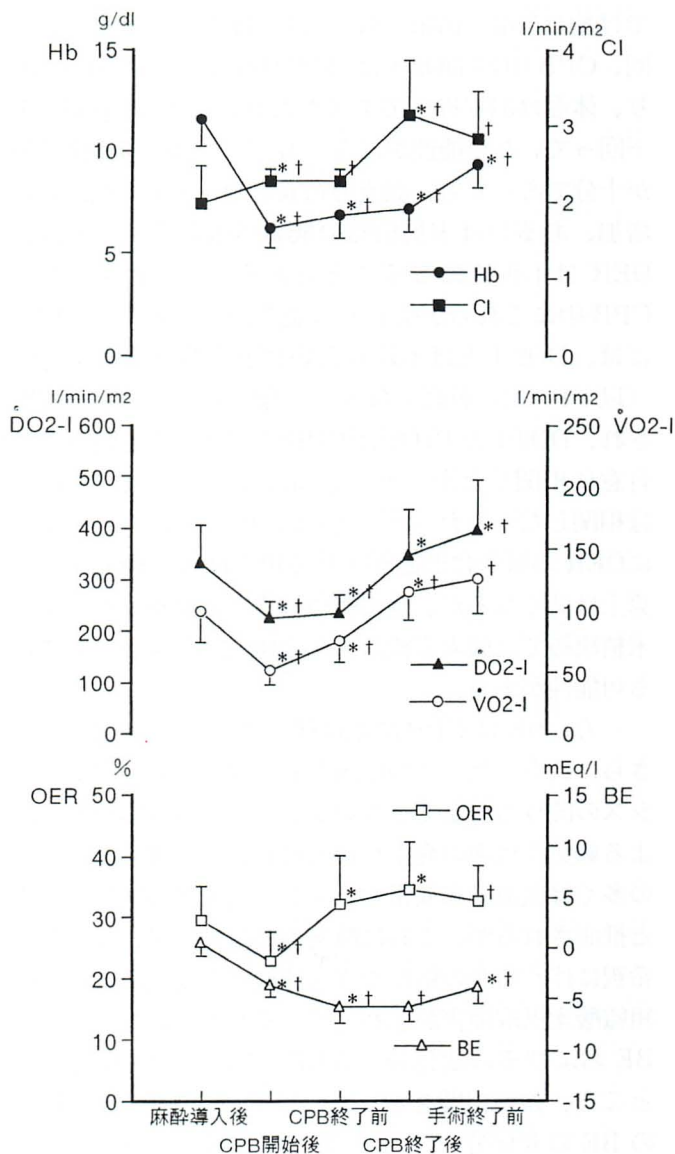 g/dl l/min/m2
Hb CI
15 4
10 3
2
5 1
0 0
* † † * † †
* † * † * † * †
Hb
CI
l/min/m2 l/min/m2
D̊O2-I V̊O2-I
600 250
500 200
400 150
300 100
200 50
100
0 0
* † * † * * †
* † * † * † †
D̊O2-I
V̊O2-I
% mEq/l
OER BE
50 15
40 10
30 5
20 0
10 -5
0 -10
-15
OER
* † * * †
* † * † † * †
BE
麻酔導入後 CPB終了前 手術終了前
CPB開始後 CPB終了後